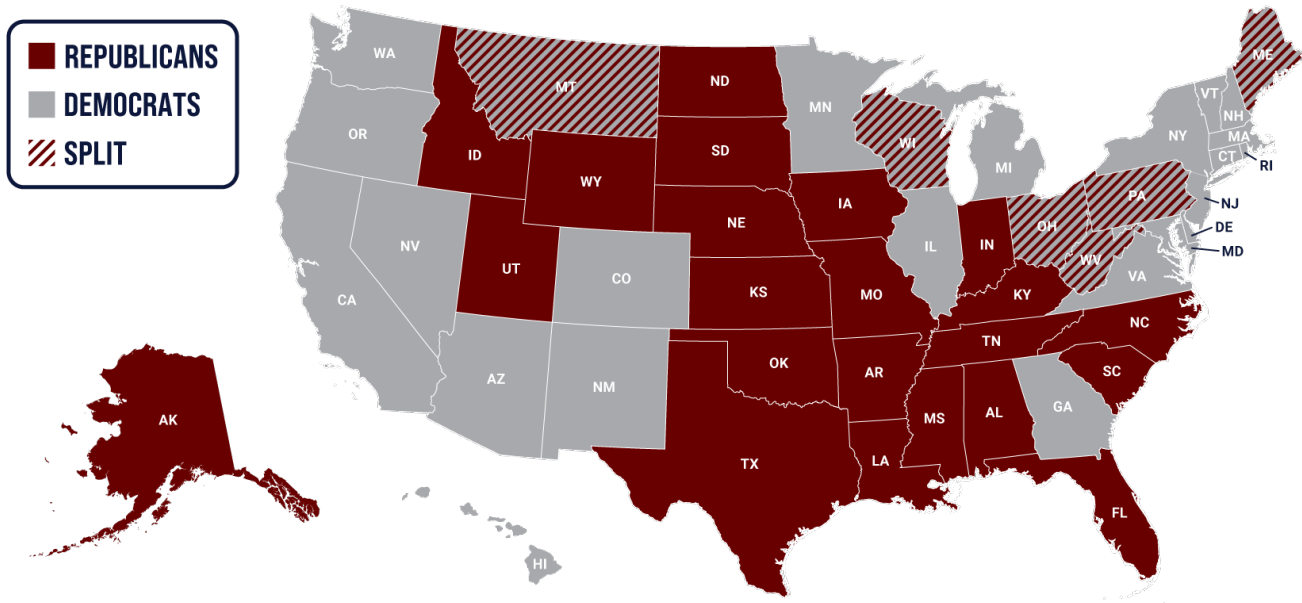 REPUBLICANS
DEMOCRATS
SPLIT
WA
MT
ND
MN
ME
VT
NH
OR
ID
SD
WI
MI
NY
MA
CT
RI
WY
IA
PA
NJ
NE
OH
DE
NV
IL
IN
WV
MD
UT
CO
VA
CA
KS
MO
KY
NC
TN
AZ
NM
OK
AR
SC
AK
MS
AL
GA
TX
LA
FL
HI